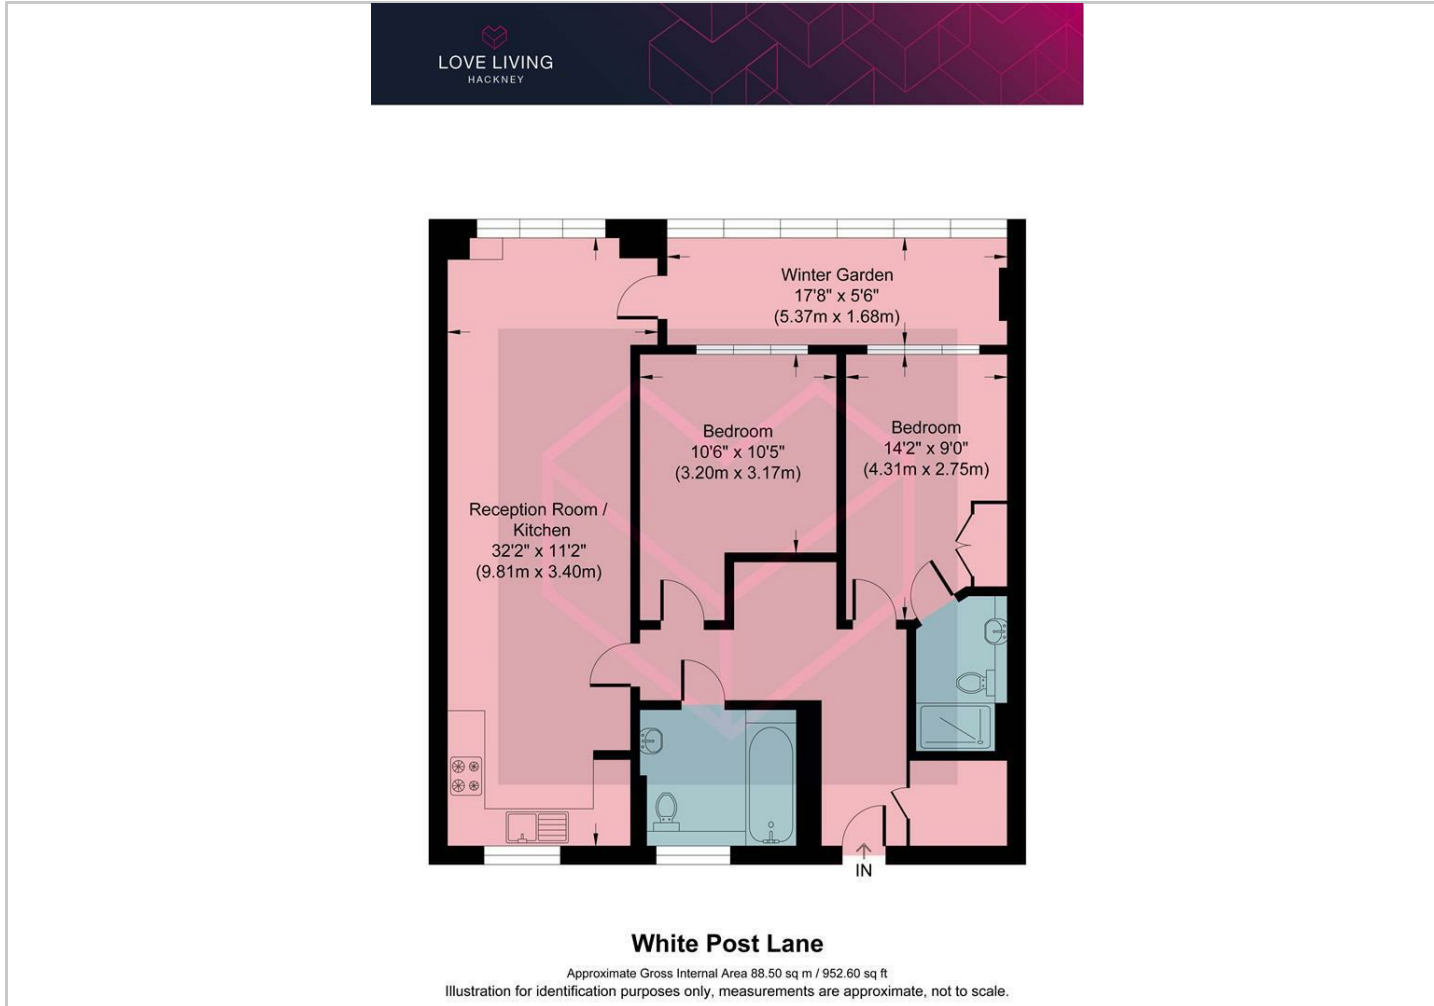 LOVE LIVING
HACKNEY
Winter Garden
17'8" x 5'6"
(5.37m x 1.68m)
Bedroom
10'6" x 10'5"
(3.20m x 3.17m)
Bedroom
14'2" x 9'0"
(4.31m x 2.75m)
Reception Room /
Kitchen
32'2" x 11'2"
(9.81m x 3.40m)
IN
White Post Lane
Approximate Gross Internal Area 88.50 sq m / 952.60 sq ft
Illustration for identification purposes only, measurements are approximate, not to scale.